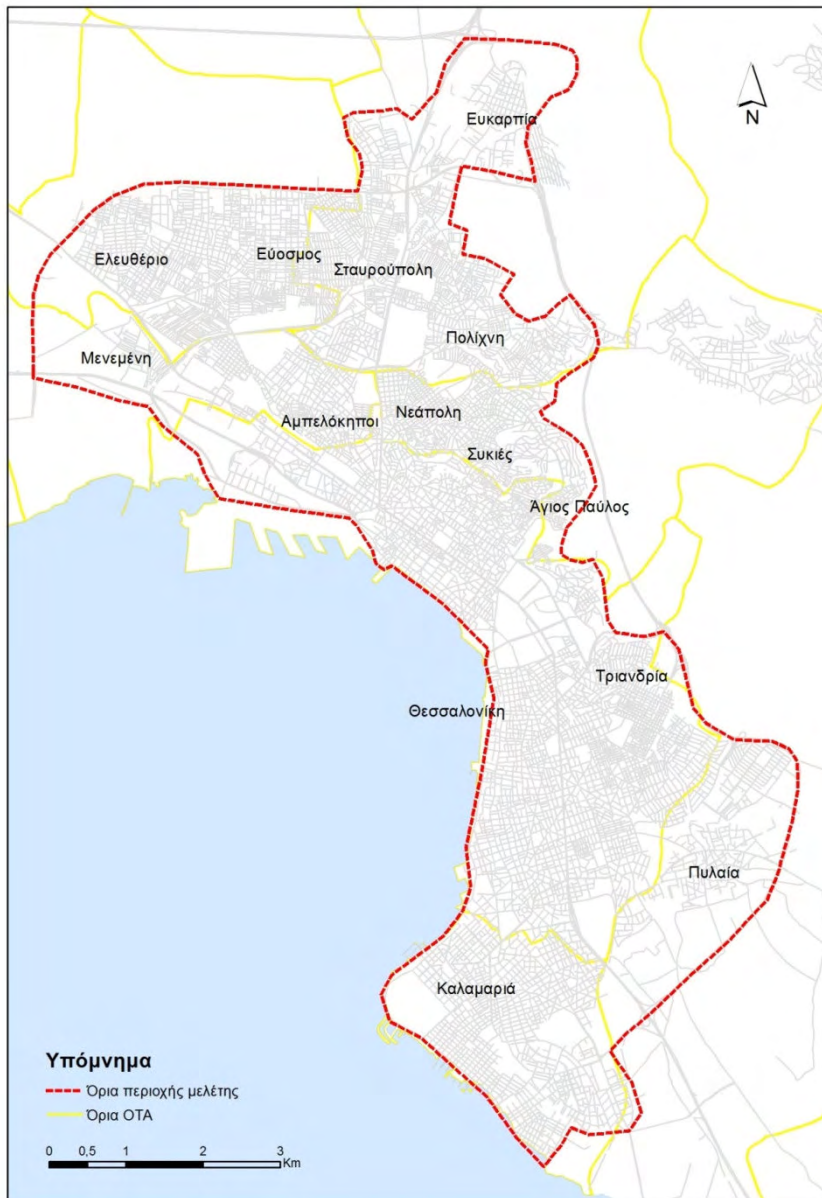 Ευκαρπία
N
Ελευθέριο
Εύοσμος
Σταυρούπολη
Πολίχνη
Μενεμένη
Αμπελόκηποι
Νεάπολη
Συκιές
Άγιος Παύλος
Τριανδρία
Θεσσαλονίκη
Πυλαία
Καλαμαριά
Υπόμνημα
Όρια περιοχής μελέτης
Όρια ΟΤΑ
0 0,5 1 2 3
Km